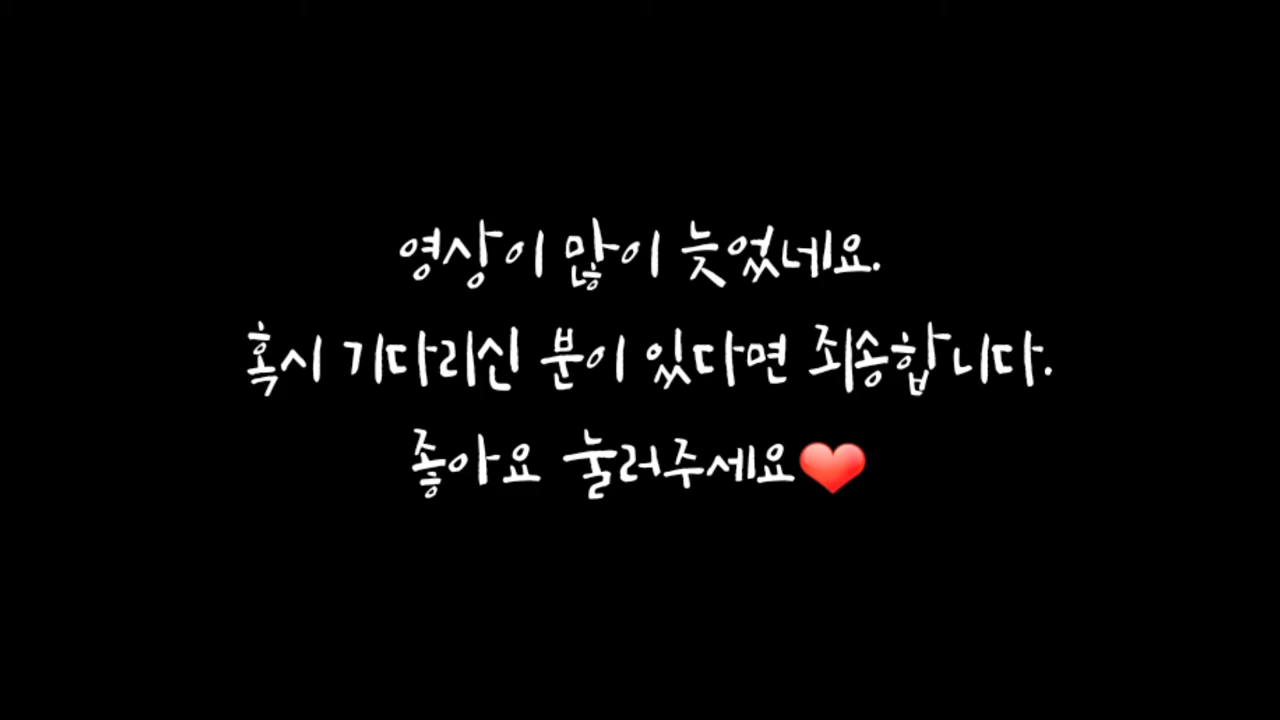 영상이 많이 늦었네요.
혹시 기다리신 분이 있다면 죄송합니다.
좋아요 눌러주세요❤️